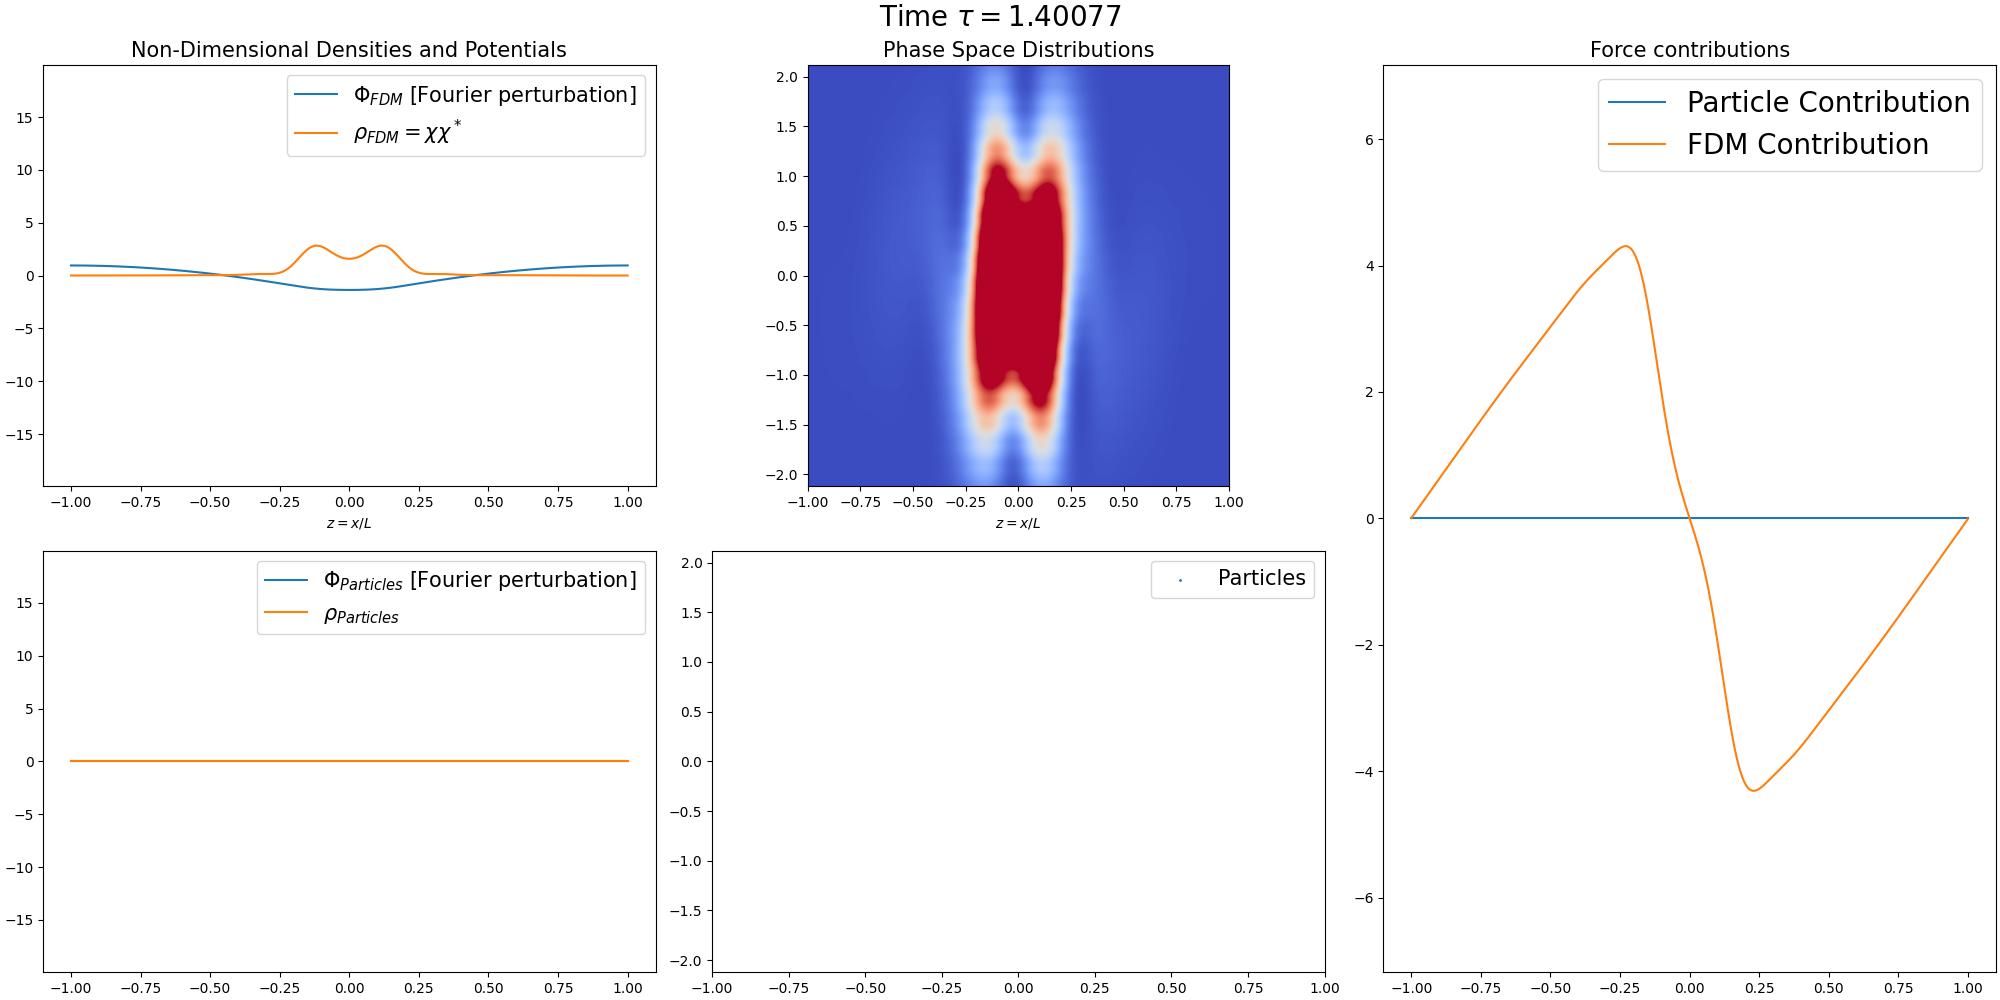 Time τ = 1.40077
Non-Dimensional Densities and Potentials
Φ_FDM [Fourier perturbation]
ρ_FDM = χχ*
15
10
5
0
−5
−10
−15
−1.00 −0.75 −0.50 −0.25 0.00 0.25 0.50 0.75 1.00
z = x/L
Phase Space Distributions
2.0
1.5
1.0
0.5
0.0
−0.5
−1.0
−1.5
−2.0
−1.00 −0.75 −0.50 −0.25 0.00 0.25 0.50 0.75 1.00
z = x/L
Force contributions
Particle Contribution
FDM Contribution
6
4
2
0
−2
−4
−6
−1.00 −0.75 −0.50 −0.25 0.00 0.25 0.50 0.75 1.00
Φ_Particles [Fourier perturbation]
ρ_Particles
15
10
5
0
−5
−10
−15
−1.00 −0.75 −0.50 −0.25 0.00 0.25 0.50 0.75 1.00
Particles
2.0
1.5
1.0
0.5
0.0
−0.5
−1.0
−1.5
−2.0
−1.00 −0.75 −0.50 −0.25 0.00 0.25 0.50 0.75 1.00